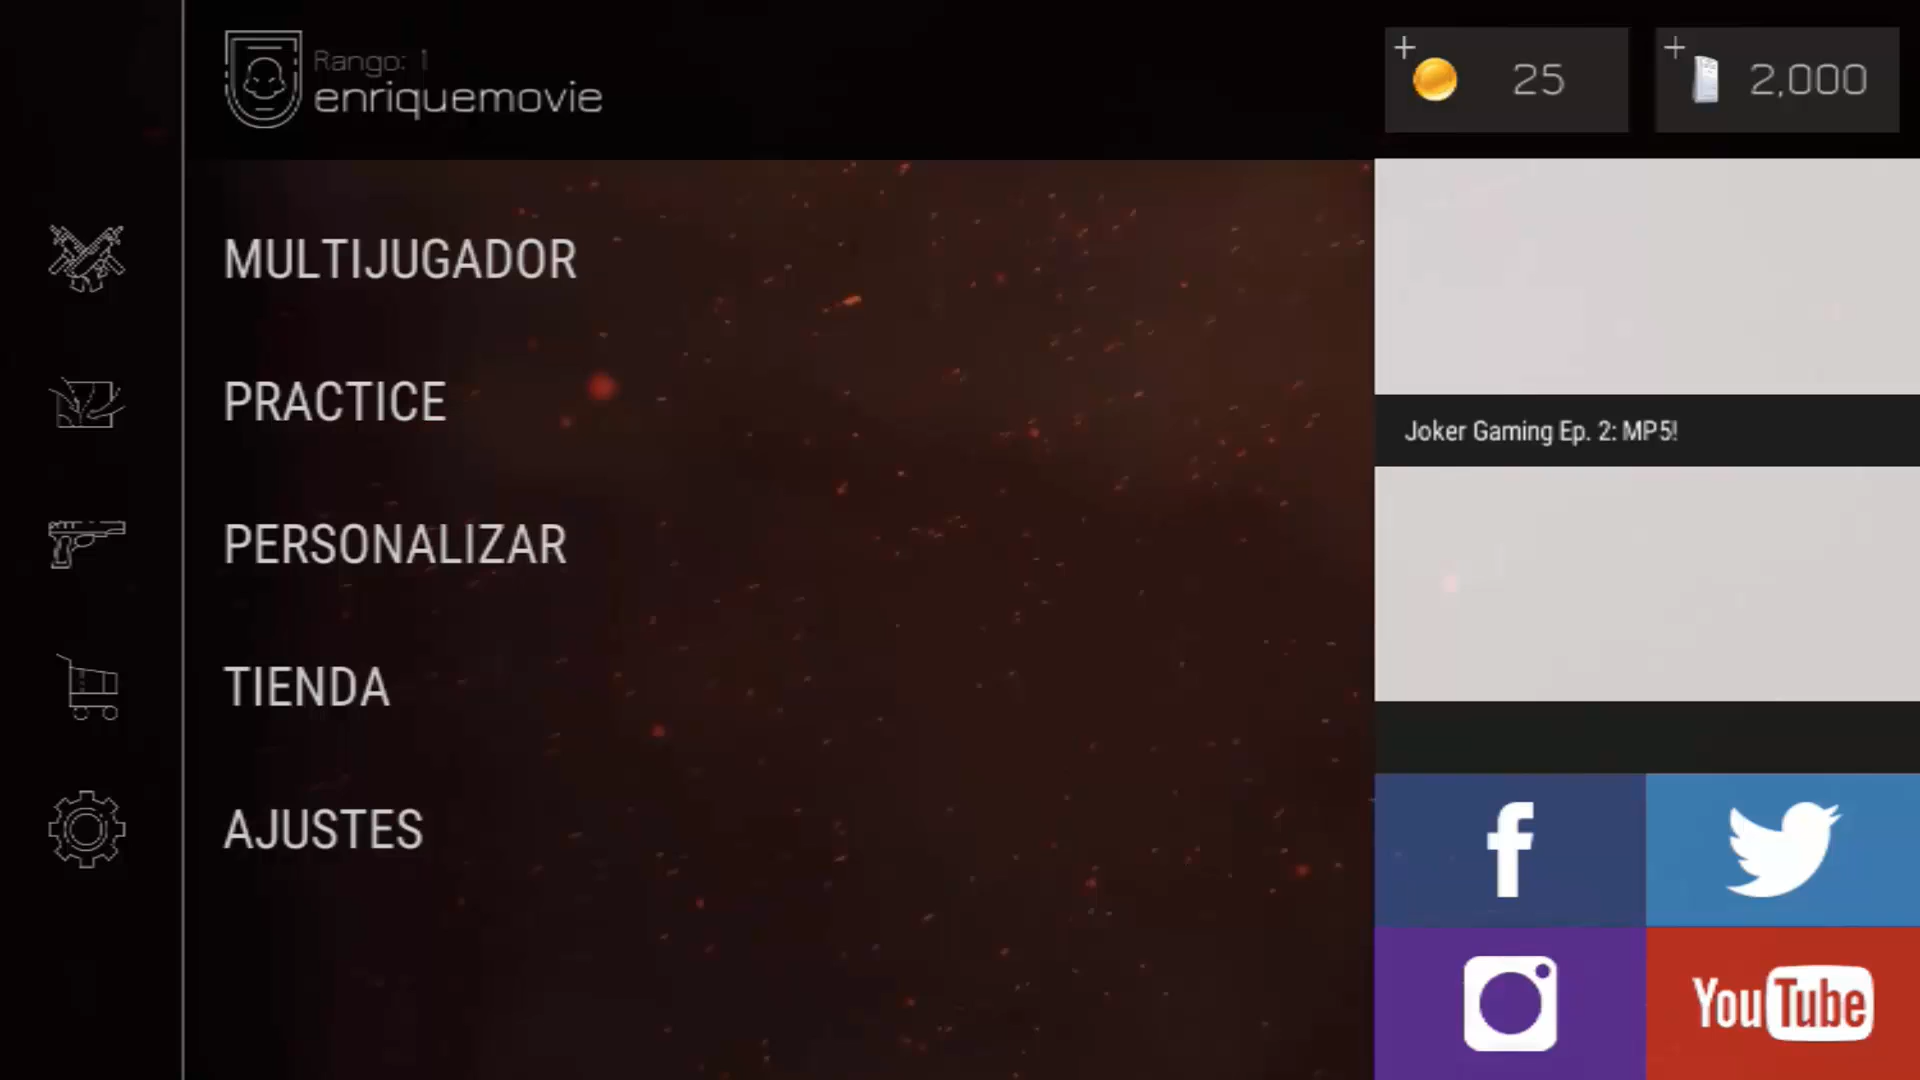 Rango: 1
enriquemovie
25
2,000
MULTIJUGADOR
PRACTICE
PERSONALIZAR
TIENDA
AJUSTES
Joker Gaming Ep. 2: MP5!
f
YouTube